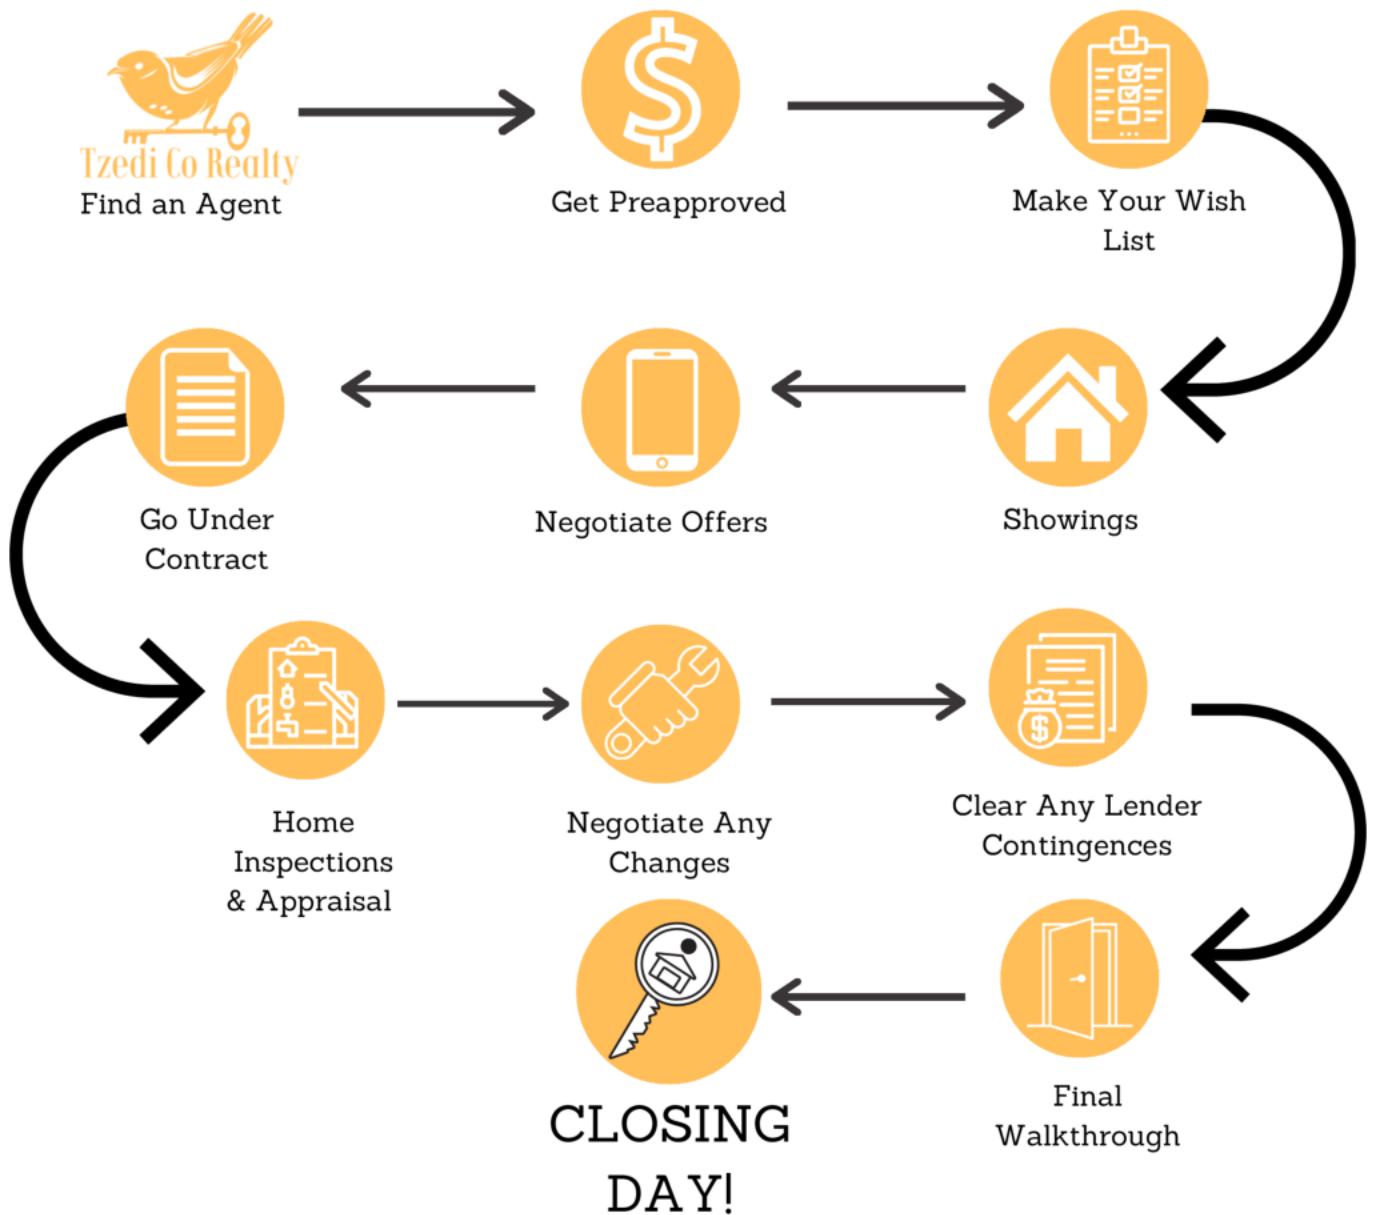 Tzedi Co Realty
Find an Agent
Get Preapproved
Make Your Wish
List
Showings
Negotiate Offers
Go Under
Contract
Home
Inspections
& Appraisal
Negotiate Any
Changes
Clear Any Lender
Contingences
Final
Walkthrough
CLOSING
DAY!